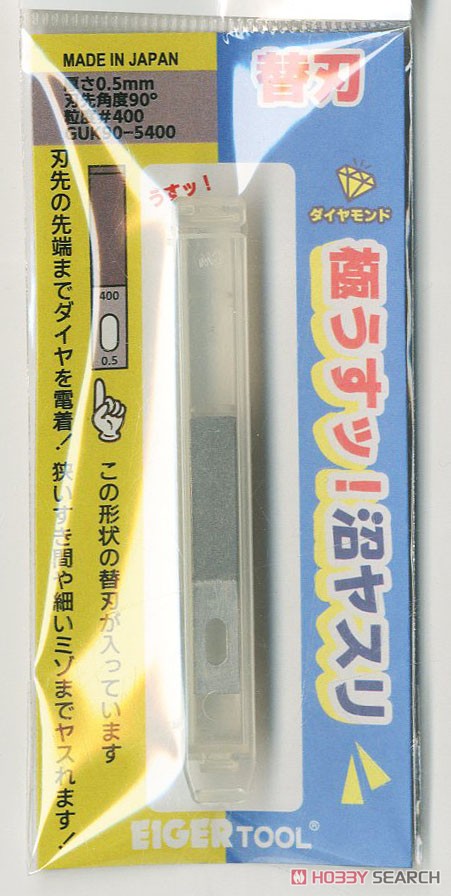 MADE IN JAPAN
厚さ0.5mm
刃先角度90°
粒度#400
GUK90-5400
替刃
ダイヤモンド
極うすッ!沼ヤスリ
うすッ!
400
0.5
この形状の替刃が入っています
刃先の先端までダイヤを電着!狭いすき間や細いミゾまでヤスれます!
EIGER TOOL®
HOBBY SEARCH